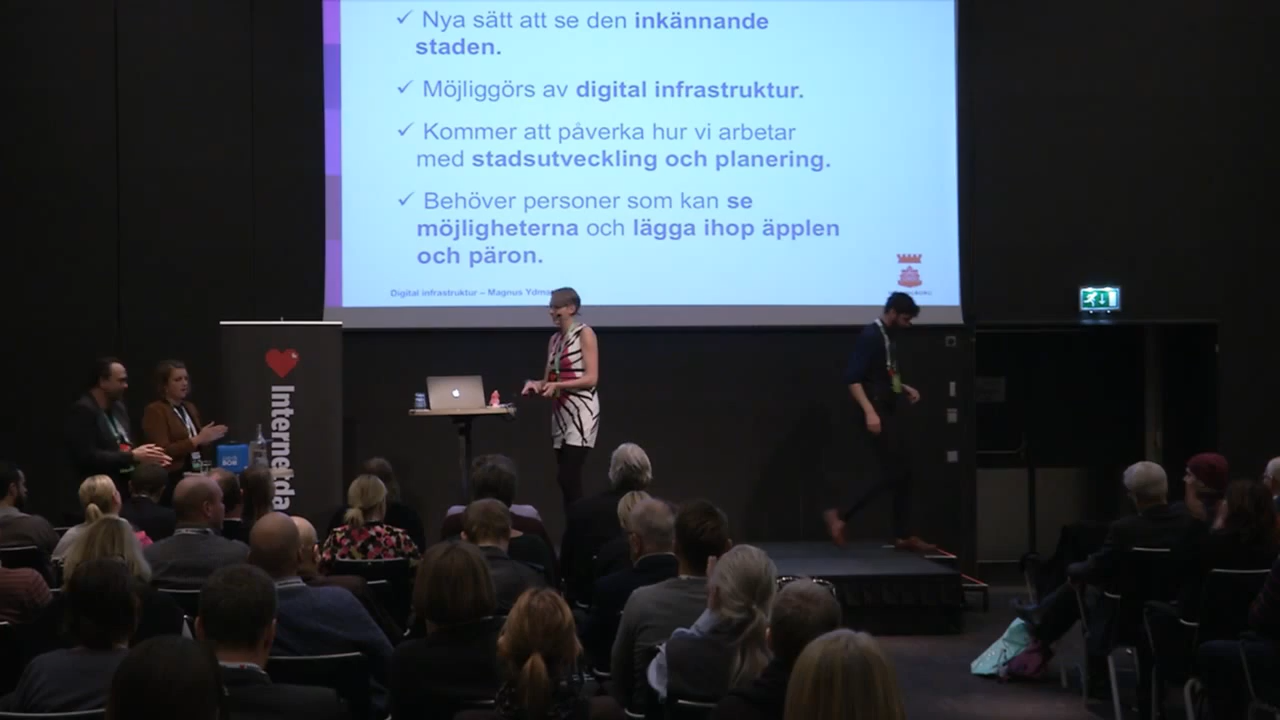 ✓ Nya sätt att se den inkännande
staden.
✓ Möjliggörs av digital infrastruktur.
✓ Kommer att påverka hur vi arbetar
med stadsutveckling och planering.
✓ Behöver personer som kan se
möjligheterna och lägga ihop äpplen
och päron.
Digital infrastruktur – Magnus
Internetda